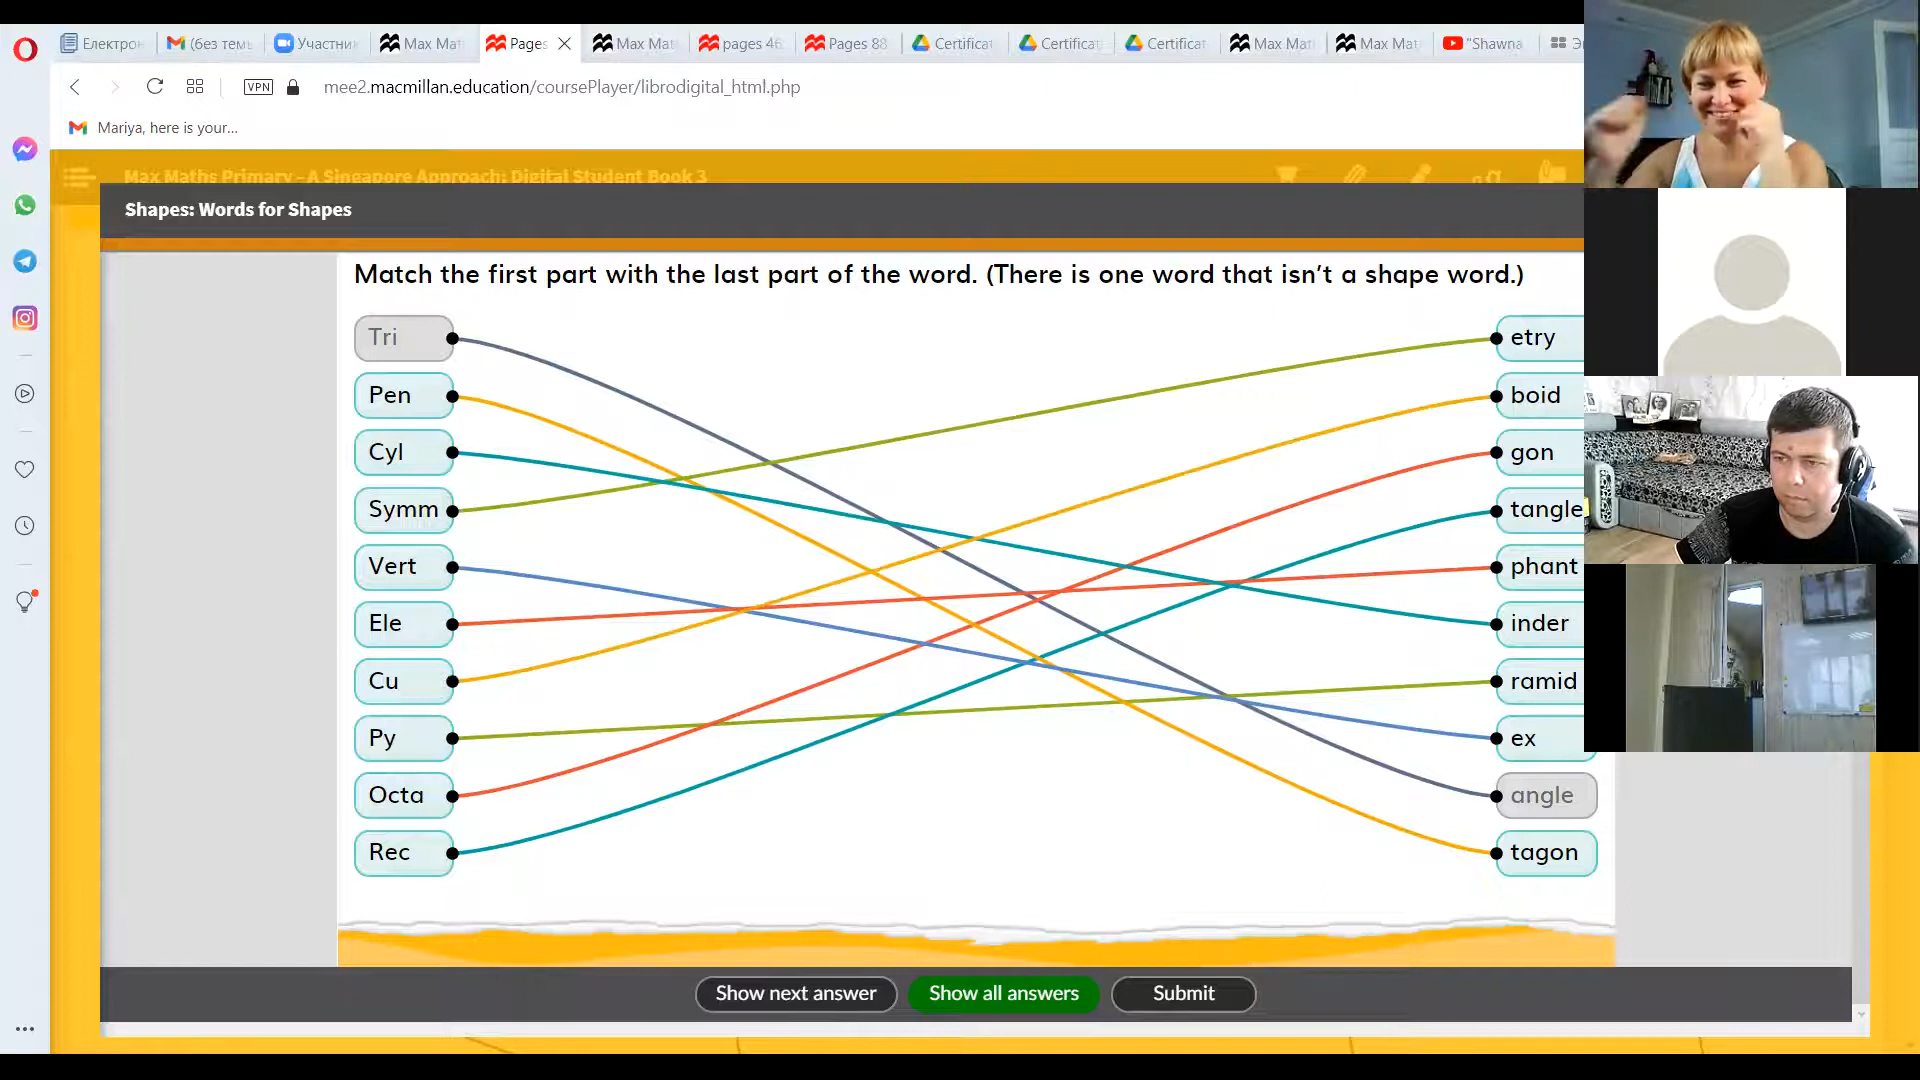 Електрон
(без тем
Участни
Max Mat
Pages
Max Mat
pages 46
Pages 88
Certificat
Certificat
Certificat
Max Mat
Max Mat
"Shawna
VPN
mee2.macmillan.education/coursePlayer/librodigital_html.php
Mariya, here is your...
Max Maths Primary – A Singapore Approach: Digital Student Book 3
Shapes: Words for Shapes
Match the first part with the last part of the word. (There is one word that isn't a shape word.)
Tri
etry
Pen
boid
Cyl
gon
Symm
tangle
Vert
phant
Ele
inder
Cu
ramid
Py
ex
Octa
angle
Rec
tagon
Show next answer
Show all answers
Submit